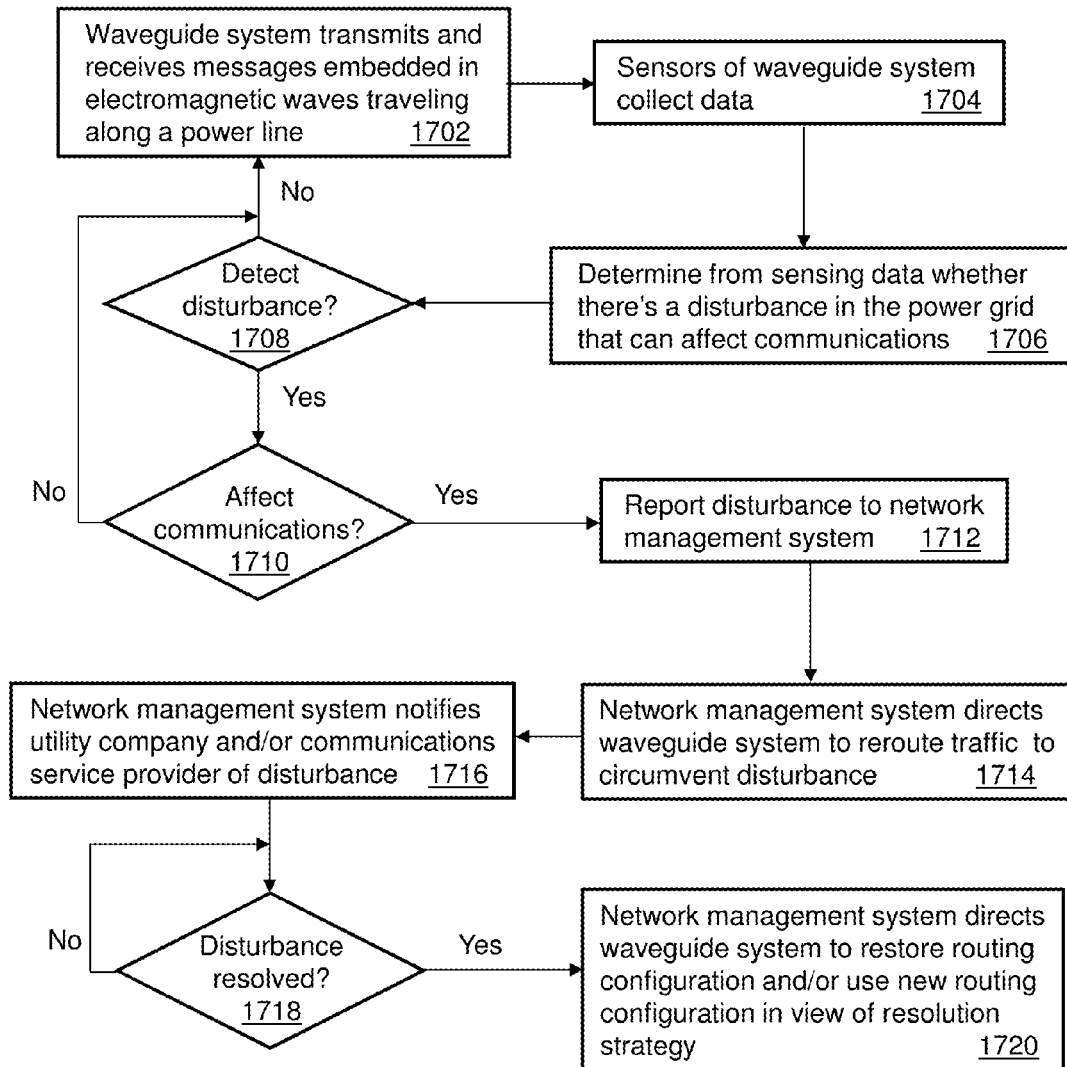 Waveguide system transmits and
receives messages embedded in
electromagnetic waves traveling
along a power line 1702
Sensors of waveguide system
collect data 1704
No
Detect
disturbance?
1708
Determine from sensing data whether
there's a disturbance in the power grid
that can affect communications 1706
Yes
No
Affect
communications?
1710
Yes
Report disturbance to network
management system 1712
Network management system notifies
utility company and/or communications
service provider of disturbance 1716
Network management system directs
waveguide system to reroute traffic to
circumvent disturbance 1714
No
Disturbance
resolved?
1718
Yes
Network management system directs
waveguide system to restore routing
configuration and/or use new routing
configuration in view of resolution
strategy 1720